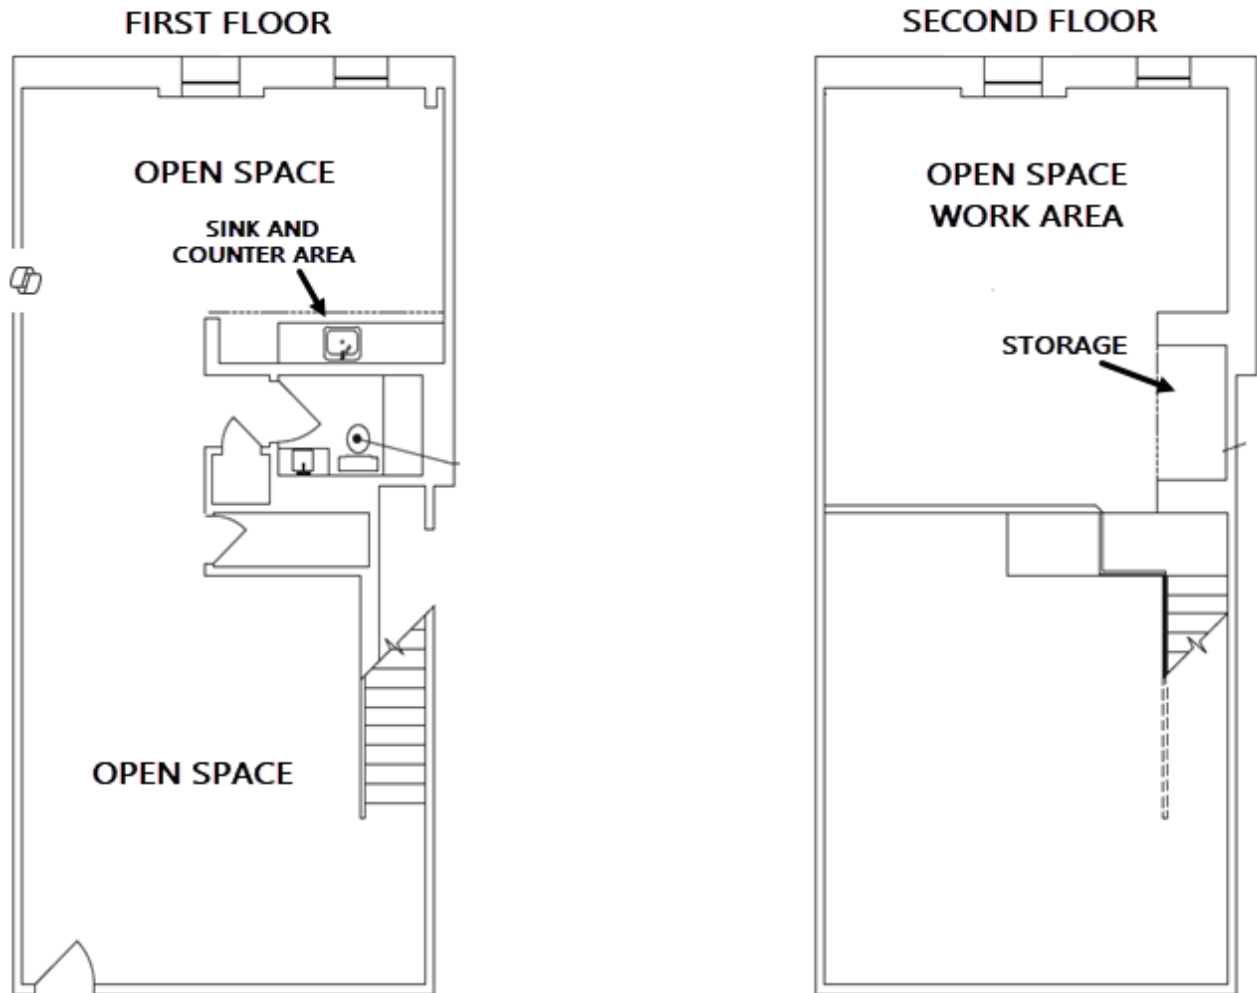 FIRST FLOOR
OPEN SPACE
SINK AND
COUNTER AREA
OPEN SPACE
SECOND FLOOR
OPEN SPACE
WORK AREA
STORAGE